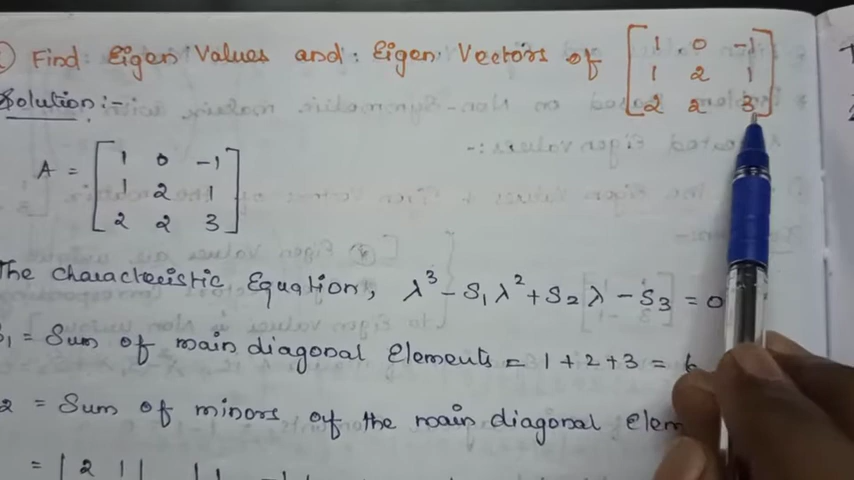 Find Eigen Values and Eigen Vectors of [1 0 -1
1 2 1
2 2 3]
Solution:-
A = [1 0 -1
1 2 1
2 2 3]
The characteristic Equation, λ³ - S₁λ² + S₂λ - S₃ = 0
S₁ = Sum of main diagonal Elements = 1+2+3 = 6
2 = Sum of minors of the main diagonal elem
= | 2 1 |